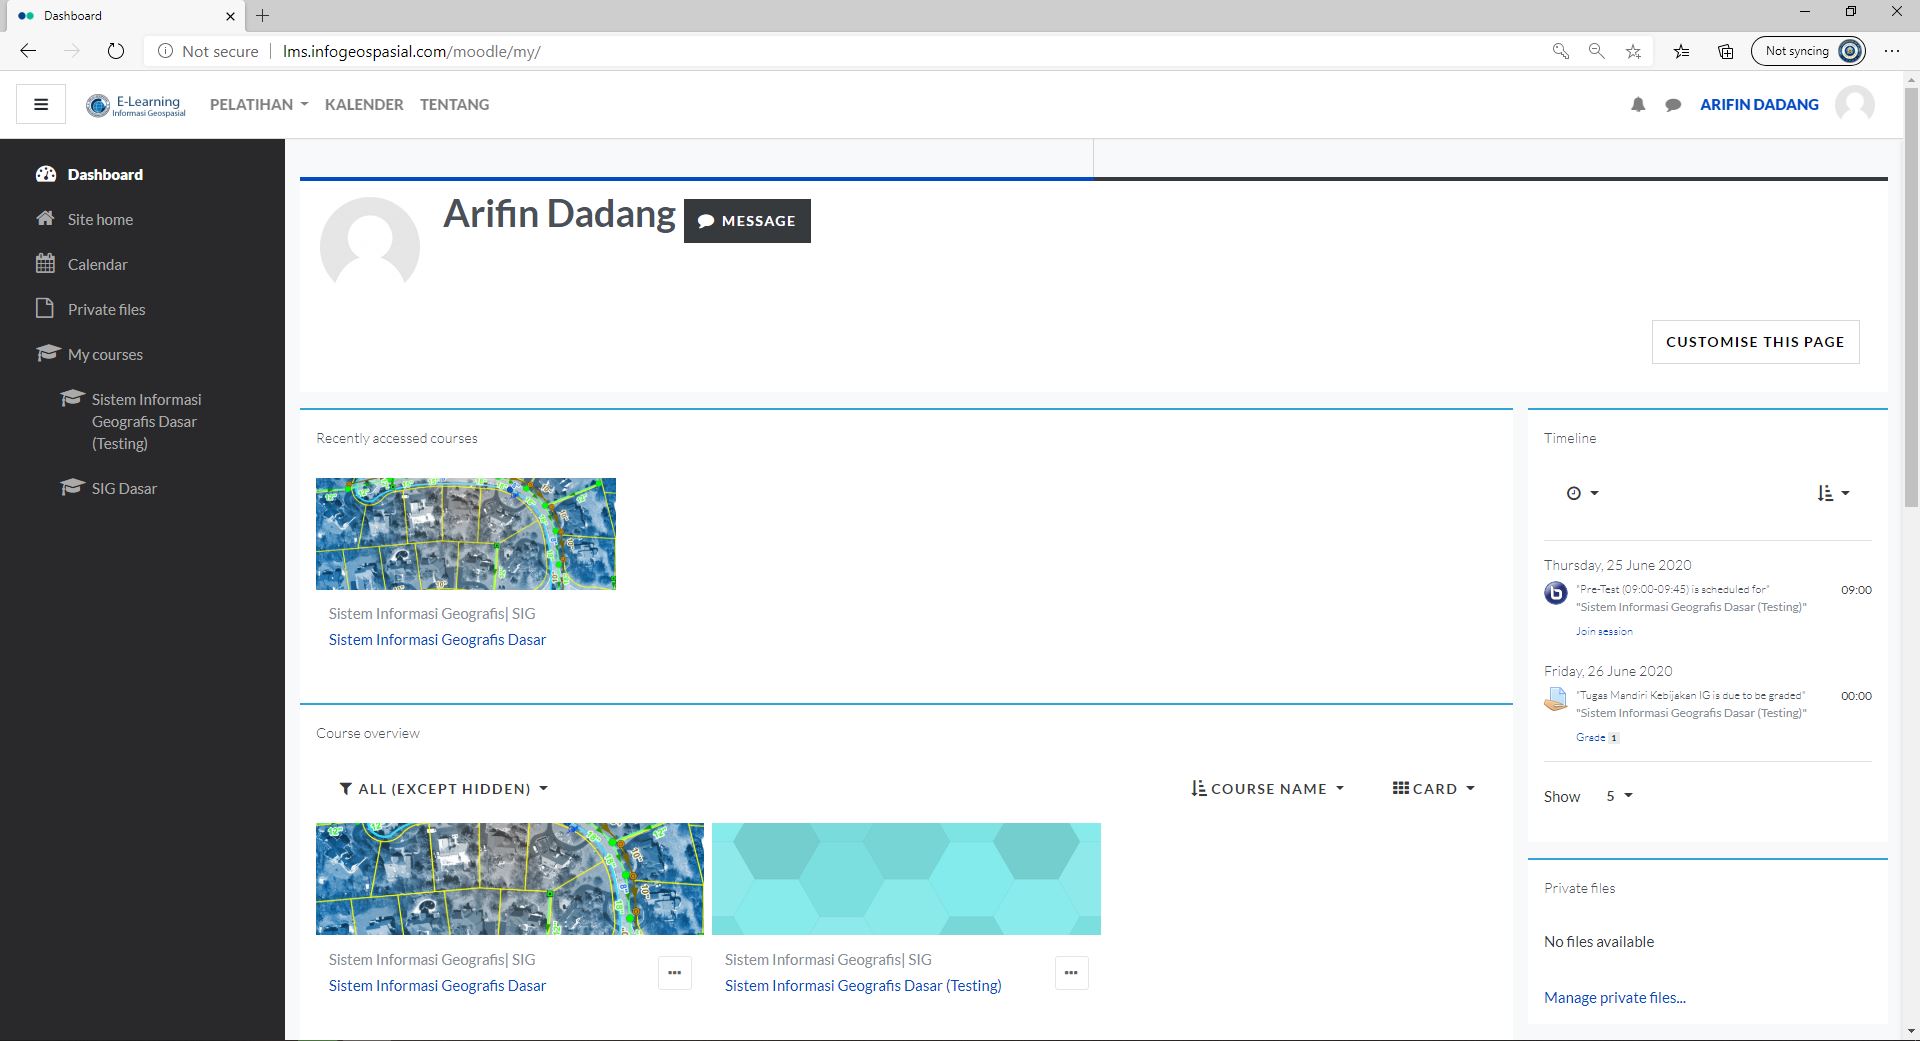 Dashboard
Not secure
lms.infogeospasial.com/moodle/my/
Not syncing
E-Learning
Informasi Geospasial
PELATIHAN
KALENDER
TENTANG
ARIFIN DADANG
Dashboard
Site home
Calendar
Private files
My courses
Sistem Informasi
Geografis Dasar
(Testing)
SIG Dasar
Arifin Dadang
MESSAGE
CUSTOMISE THIS PAGE
Recently accessed courses
Sistem Informasi Geografis| SIG
Sistem Informasi Geografis Dasar
Course overview
ALL (EXCEPT HIDDEN)
COURSE NAME
CARD
Sistem Informasi Geografis| SIG
Sistem Informasi Geografis Dasar
Sistem Informasi Geografis| SIG
Sistem Informasi Geografis Dasar (Testing)
Timeline
Thursday, 25 June 2020
"Pre-Test (09:00-09:45) is scheduled for" 09:00
"Sistem Informasi Geografis Dasar (Testing)"
Join session
Friday, 26 June 2020
"Tugas Mandiri Kebijakan IG is due to be graded" 00:00
"Sistem Informasi Geografis Dasar (Testing)"
Grade 1
Show 5
Private files
No files available
Manage private files...